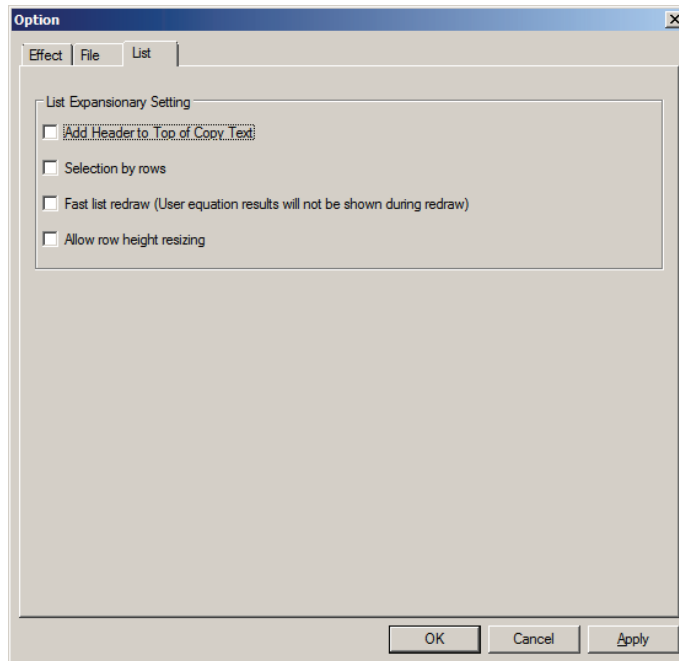 Option
Effect File List
List Expansionary Setting
Add Header to Top of Copy Text
Selection by rows
Fast list redraw (User equation results will not be shown during redraw)
Allow row height resizing
OK Cancel Apply